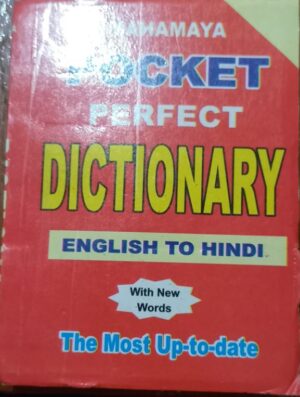 MAHAMAYA
POCKET
PERFECT
DICTIONARY
ENGLISH TO HINDI
With New
Words
The Most Up-to-date